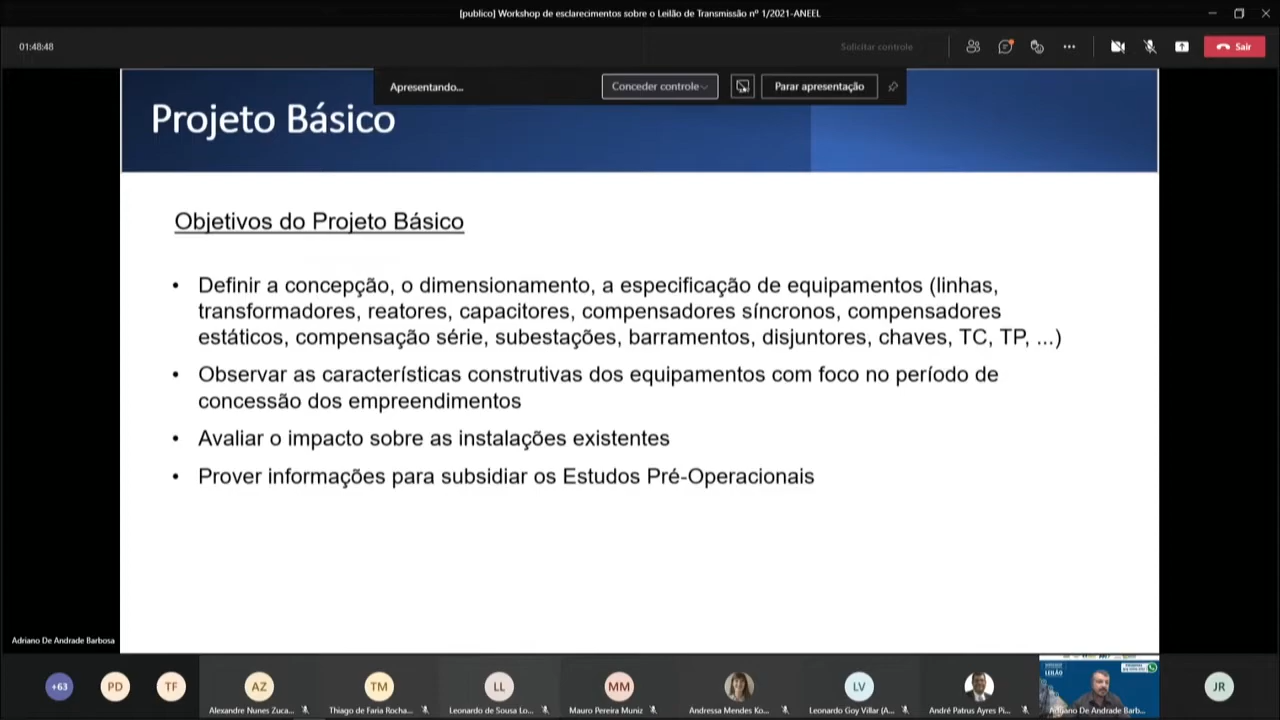 [publico] Workshop de esclarecimentos sobre o Leilão de Transmissão nº 1/2021-ANEEL
01:48:48
Solicitar controle
Sair
Apresentando...
Conceder controle
Parar apresentação
Projeto Básico
Objetivos do Projeto Básico
• Definir a concepção, o dimensionamento, a especificação de equipamentos (linhas,
transformadores, reatores, capacitores, compensadores síncronos, compensadores
estáticos, compensação série, subestações, barramentos, disjuntores, chaves, TC, TP, ...)
• Observar as características construtivas dos equipamentos com foco no período de
concessão dos empreendimentos
• Avaliar o impacto sobre as instalações existentes
• Prover informações para subsidiar os Estudos Pré-Operacionais
Adriano De Andrade Barbosa
+63
PD
TF
AZ
TM
LL
MM
LV
JR
LEILÃO
Alexandre Nunes Zuca...
Thiago de Faria Rocha...
Leonardo de Sousa Lo...
Mauro Pereira Muniz
Andressa Mendes Ko...
Leonardo Goy Villar (A...
André Patrus Ayres Pi...
Adriano De Andrade Barb...